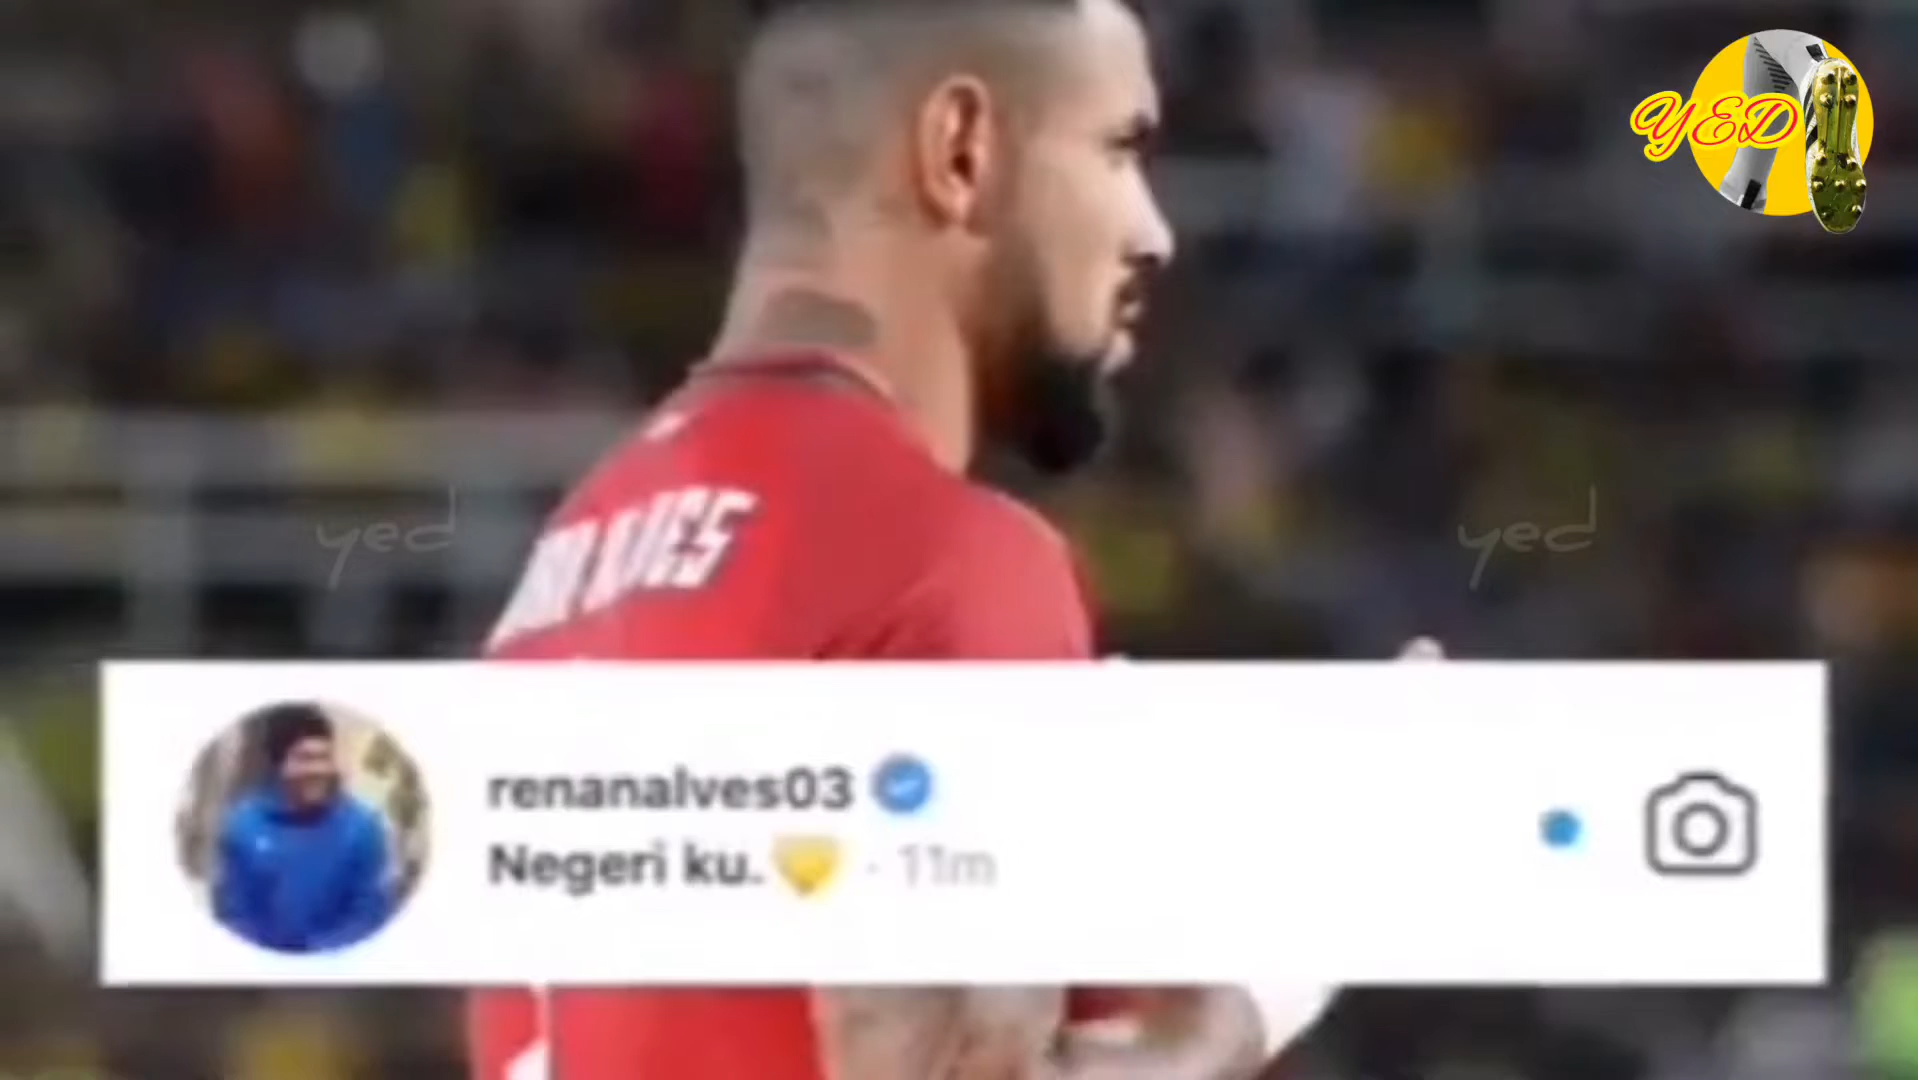 YED
yed
yed
renanalves03
Negeri ku. 💛 · 11m